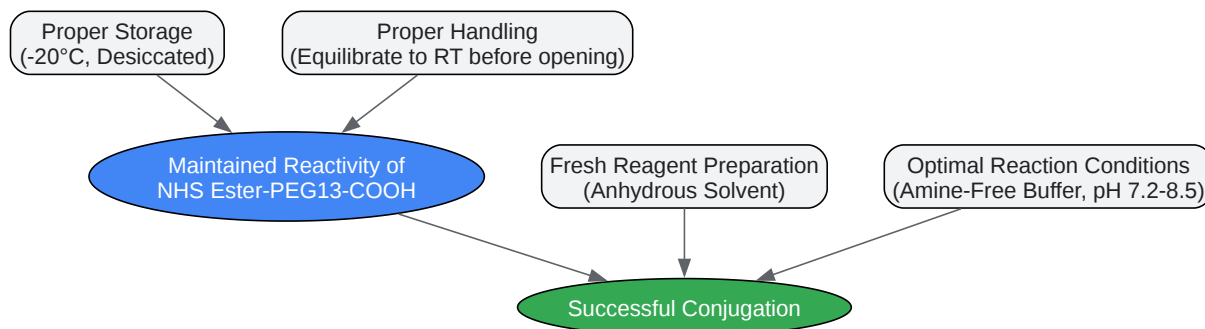 Proper Storage
(-20°C, Desiccated)
Proper Handling
(Equilibrate to RT before opening)
Maintained Reactivity of
NHS Ester-PEG13-COOH
Fresh Reagent Preparation
(Anhydrous Solvent)
Optimal Reaction Conditions
(Amine-Free Buffer, pH 7.2-8.5)
Successful Conjugation